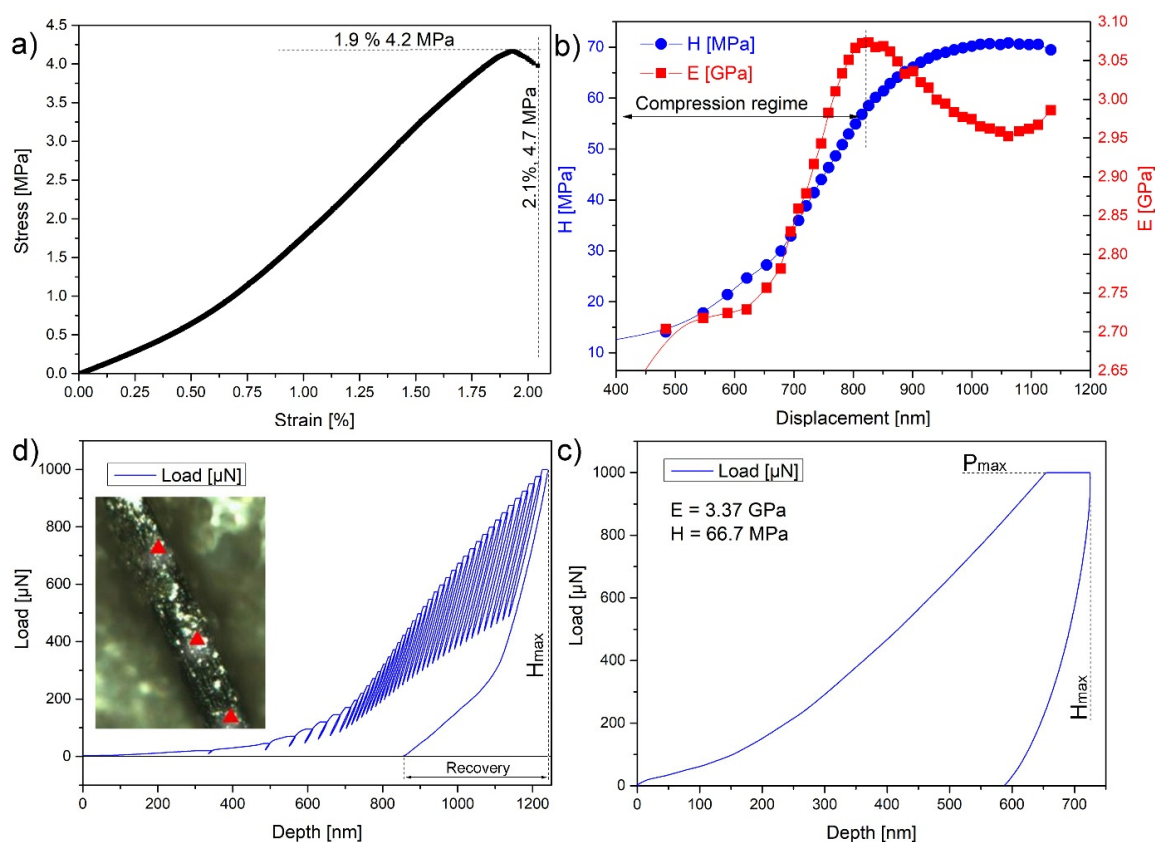 a)
1.9 % 4.2 MPa
2.1%, 4.7 MPa
4.5
4.0
3.5
3.0
2.5
2.0
1.5
1.0
0.5
0.0
Stress [MPa]
0.00 0.25 0.50 0.75 1.00 1.25 1.50 1.75 2.00
Strain [%]
b)
H [MPa]
E [GPa]
Compression regime
70
60
50
40
30
20
10
H [MPa]
3.10
3.05
3.00
2.95
2.90
2.85
2.80
2.75
2.70
2.65
E [GPa]
400 500 600 700 800 900 1000 1100 1200
Displacement [nm]
d)
Load [µN]
1000
900
800
700
600
500
400
300
200
100
0
Load [µN]
Hmax
Recovery
0 200 400 600 800 1000 1200
Depth [nm]
c)
Load [µN]
Pmax
E = 3.37 GPa
H = 66.7 MPa
1000
800
600
400
200
0
Load [µN]
Hmax
0 100 200 300 400 500 600 700
Depth [nm]